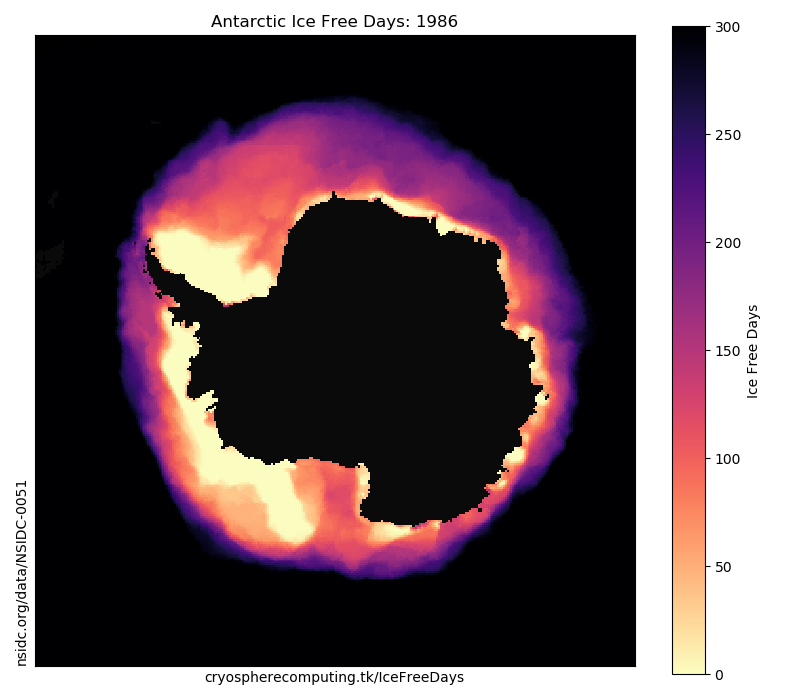 Antarctic Ice Free Days: 1986
300
250
200
150
100
50
0
Ice Free Days
nsidc.org/data/NSIDC-0051
cryospherecomputing.tk/IceFreeDays